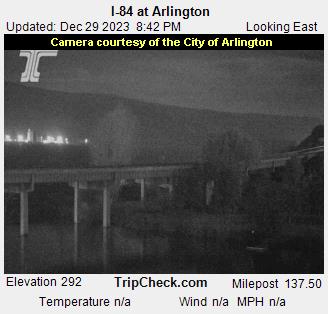 I-84 at Arlington
Updated: Dec 29 2023 8:42 PM Looking East
Camera courtesy of the City of Arlington
Elevation 292 TripCheck.com Milepost 137.50
Temperature n/a Wind n/a MPH n/a